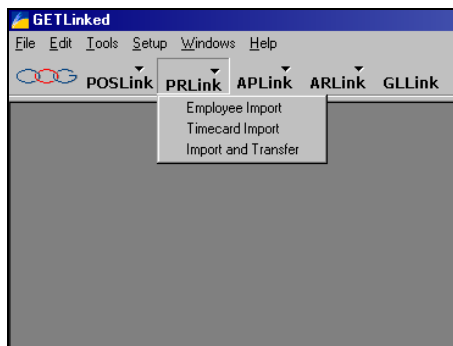 GETLinked
File Edit Tools Setup Windows Help
POSLink PRLink APLink ARLink GLLink
Employee Import
Timecard Import
Import and Transfer